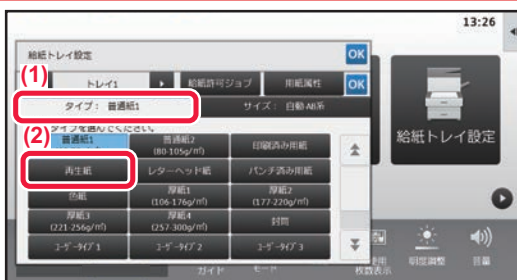 13:26
給紙トレイ設定
OK
(1)
トレイ1
給紙許可ジョブ
用紙属性
OK
タイプ： 普通紙1
サイズ： 自動-AB系
(2)
タイプを選んでください。
普通紙1
普通紙2
(80-105g/m²)
印刷済み用紙
再生紙
レターヘッド紙
パンチ済み用紙
色紙
厚紙1
(106-176g/m²)
厚紙2
(177-220g/m²)
厚紙3
(221-256g/m²)
厚紙4
(257-300g/m²)
封筒
ユーザータイプ1
ユーザータイプ2
ユーザータイプ3
給紙トレイ設定
使用
枚数表示
明度調整
音量
ガイド
モード